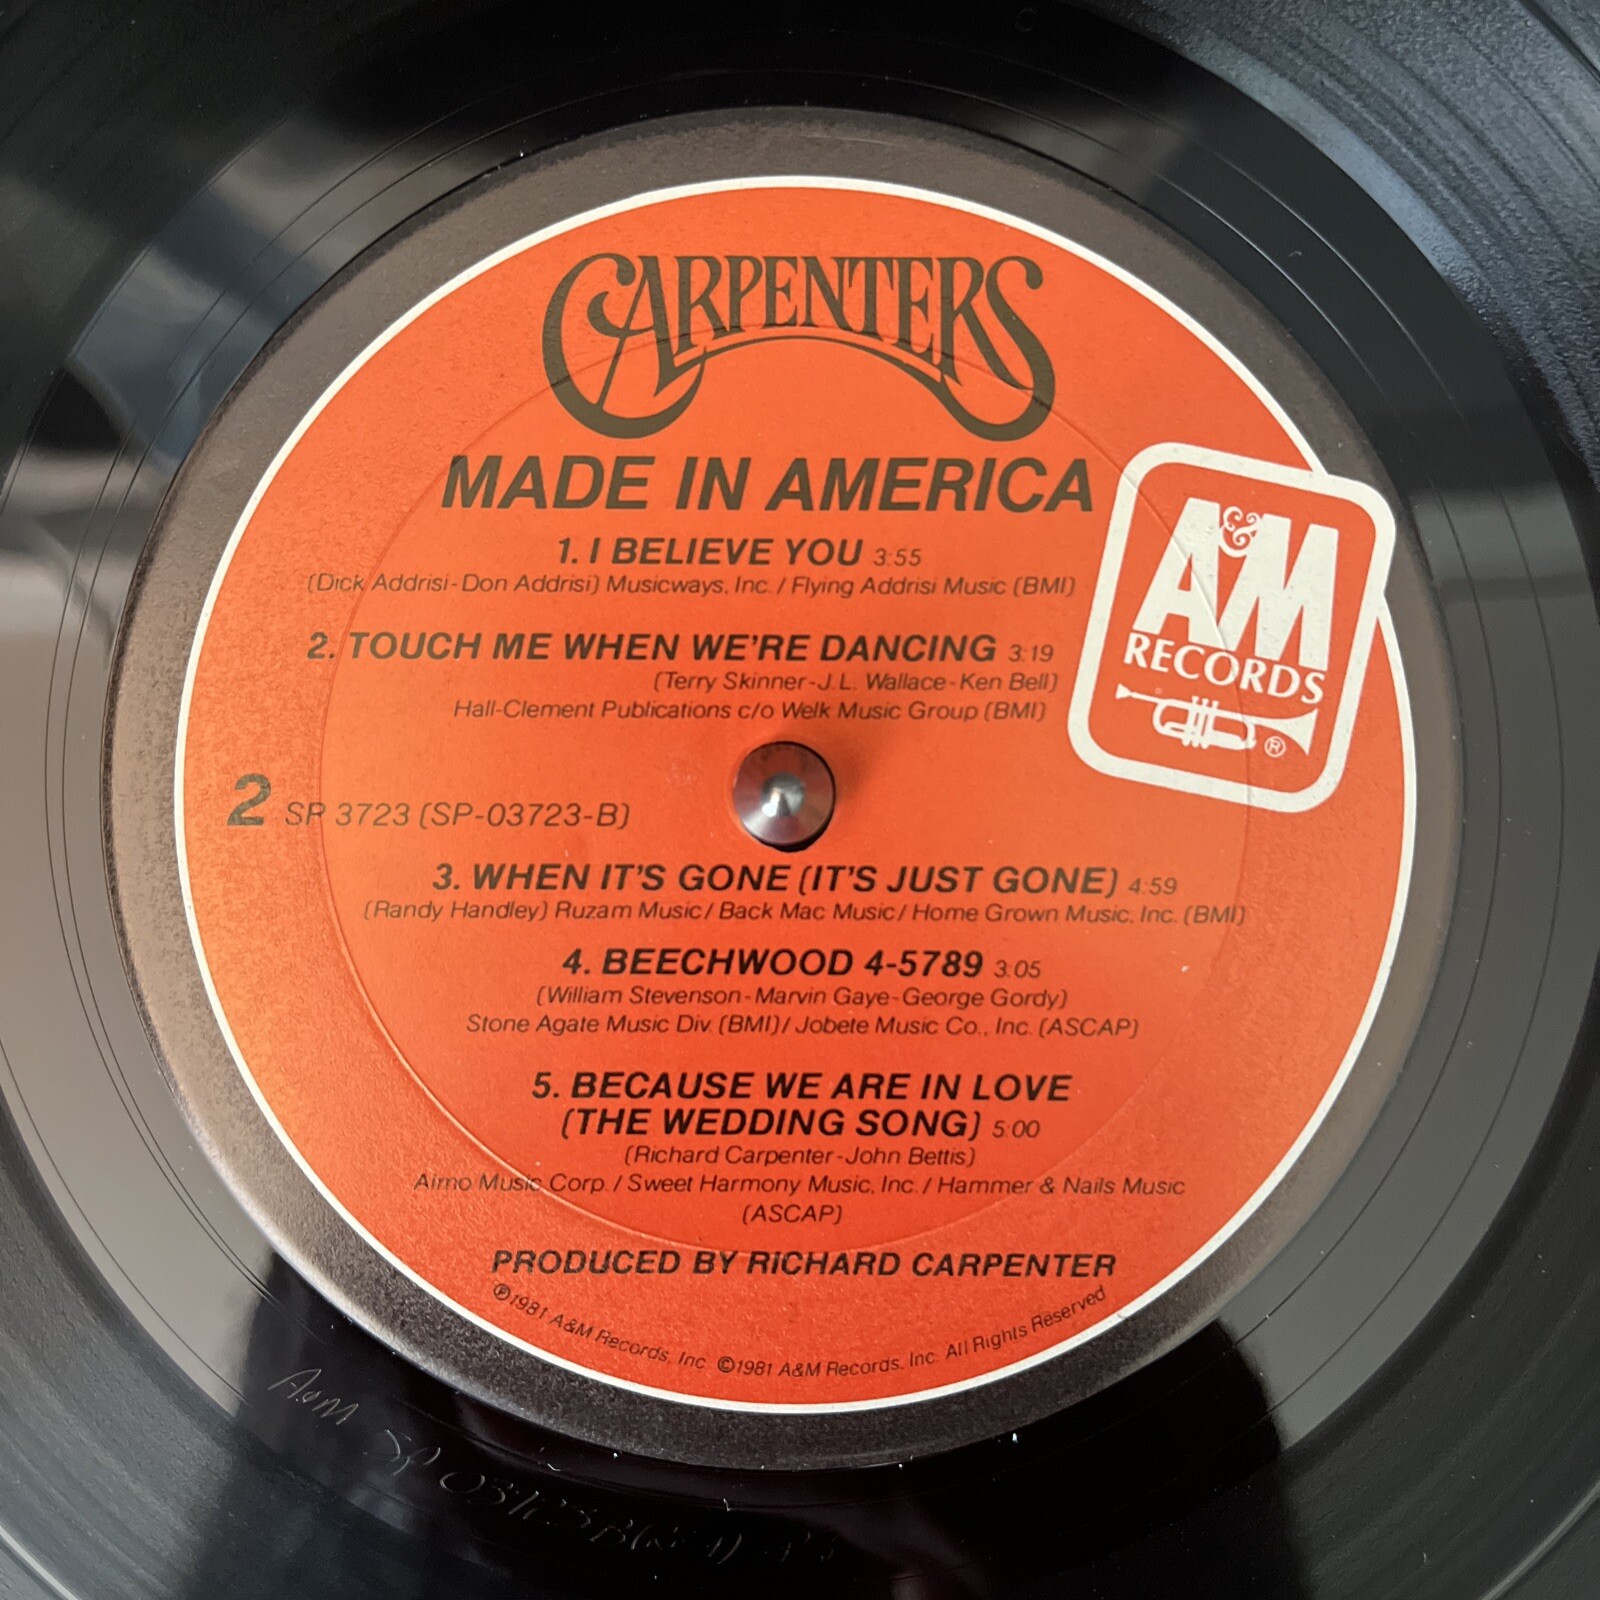 CARPENTERS
MADE IN AMERICA
1. I BELIEVE YOU 3:55
(Dick Addrisi-Don Addrisi) Musicways, Inc. / Flying Addrisi Music (BMI)
2. TOUCH ME WHEN WE'RE DANCING 3:19
(Terry Skinner-J.L. Wallace-Ken Bell)
Hall-Clement Publications c/o Welk Music Group (BMI)
A&M
RECORDS
®
2 SP 3723 (SP-03723-B)
3. WHEN IT'S GONE (IT'S JUST GONE) 4:59
(Randy Handley) Ruzam Music / Back Mac Music / Home Grown Music, Inc. (BMI)
4. BEECHWOOD 4-5789 3:05
(William Stevenson-Marvin Gaye-George Gordy)
Stone Agate Music Div. (BMI) / Jobete Music Co., Inc. (ASCAP)
5. BECAUSE WE ARE IN LOVE
(THE WEDDING SONG) 5:00
(Richard Carpenter-John Bettis)
Almo Music Corp. / Sweet Harmony Music, Inc. / Hammer & Nails Music
(ASCAP)
PRODUCED BY RICHARD CARPENTER
℗1981 A&M Records, Inc. ©1981 A&M Records, Inc. All Rights Reserved
A&M SP